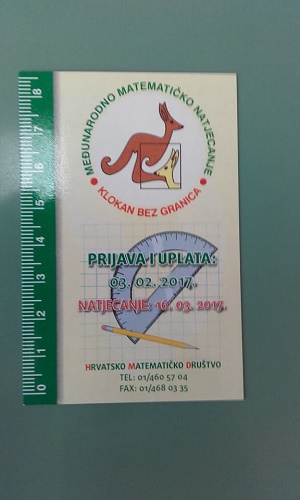 MEĐUNARODNO MATEMATIČKO NATJECANJE
• KLOKAN BEZ GRANICA •
PRIJAVA I UPLATA:
03. 02. 2017.
NATJECANJE: 16. 03. 2017.
HRVATSKO MATEMATIČKO DRUŠTVO
TEL: 01/460 57 04
FAX: 01/468 03 35
0 1 2 3 4 5 6 7 8